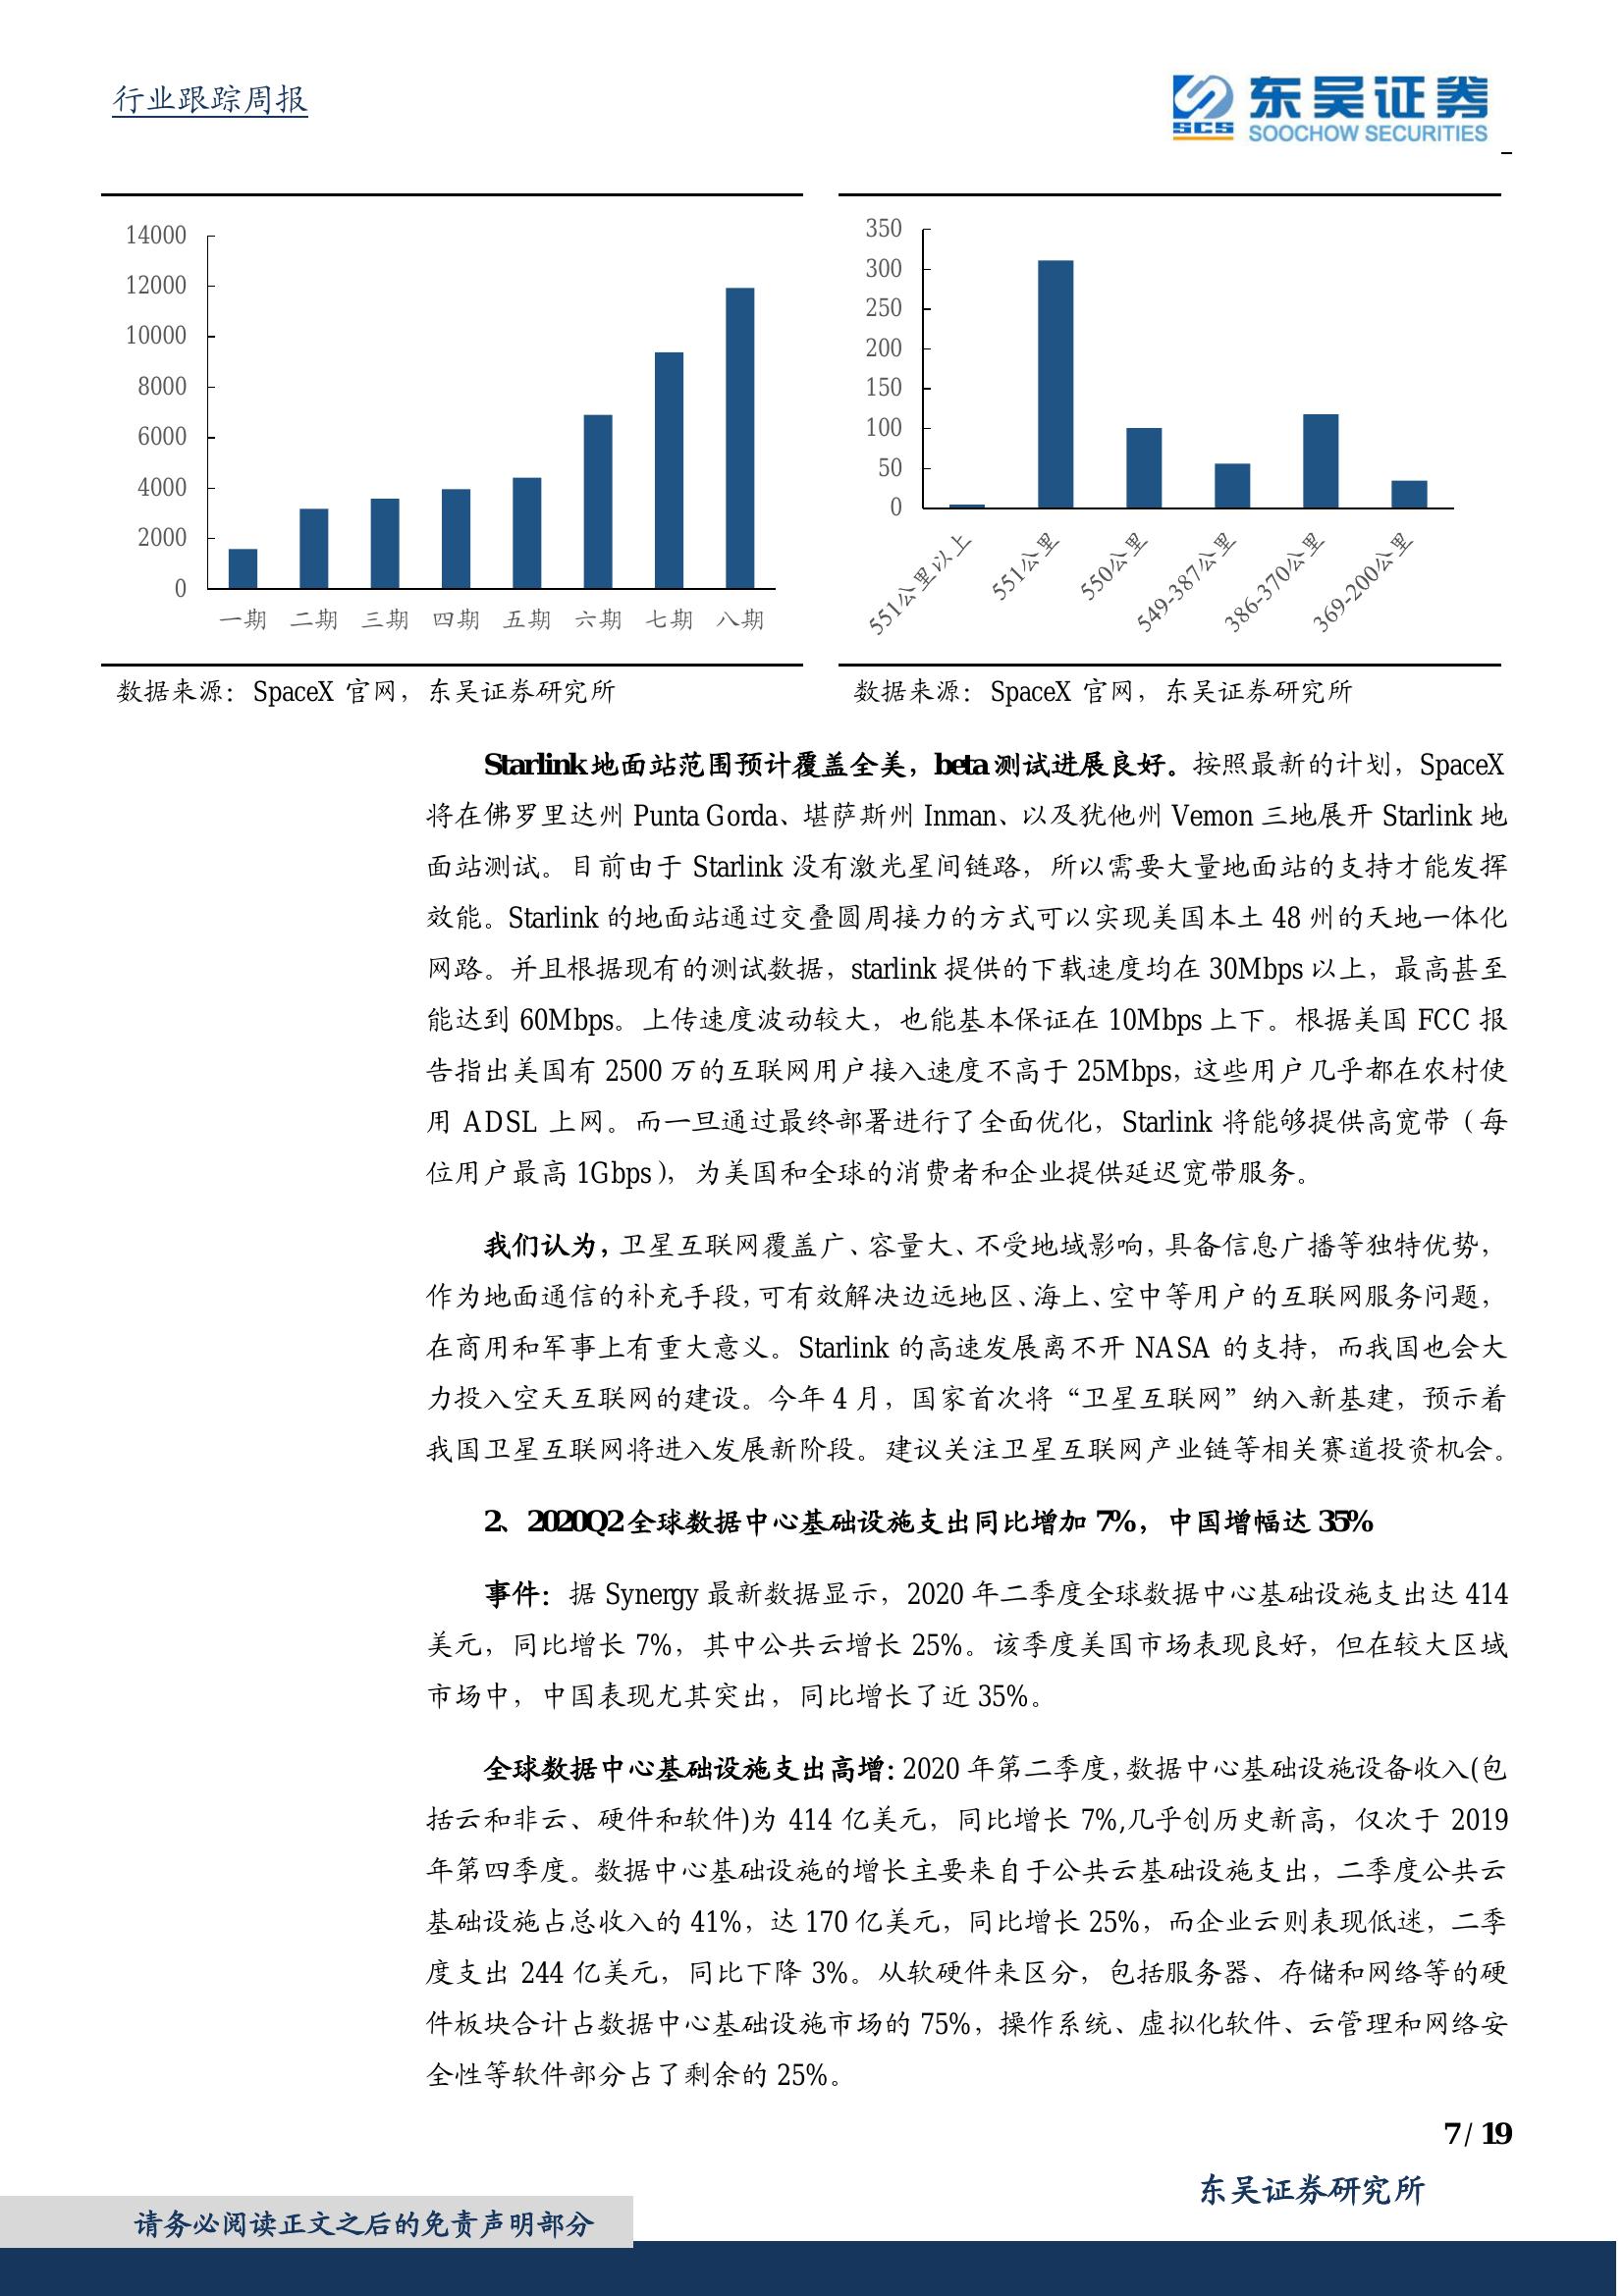 行业跟踪周报
SCS 东吴证券
SOOCHOW SECURITIES
14000
12000
10000
8000
6000
4000
2000
0
一期 二期 三期 四期 五期 六期 七期 八期
350
300
250
200
150
100
50
0
551公里以上 551公里 550公里 549-387公里 386-370公里 369-200公里
数据来源：SpaceX 官网，东吴证券研究所
数据来源：SpaceX 官网，东吴证券研究所
Starlink地面站范围预计覆盖全美，beta测试进展良好。按照最新的计划，SpaceX
将在佛罗里达州 Punta Gorda、堪萨斯州 Inman、以及犹他州 Vemon 三地展开 Starlink 地
面站测试。目前由于 Starlink 没有激光星间链路，所以需要大量地面站的支持才能发挥
效能。Starlink 的地面站通过交叠圆周接力的方式可以实现美国本土 48 州的天地一体化
网路。并且根据现有的测试数据，starlink 提供的下载速度均在 30Mbps 以上，最高甚至
能达到 60Mbps。上传速度波动较大，也能基本保证在 10Mbps 上下。根据美国 FCC 报
告指出美国有 2500 万的互联网用户接入速度不高于 25Mbps，这些用户几乎都在农村使
用 ADSL 上网。而一旦通过最终部署进行了全面优化，Starlink 将能够提供高宽带（每
位用户最高 1Gbps），为美国和全球的消费者和企业提供延迟宽带服务。
我们认为，卫星互联网覆盖广、容量大、不受地域影响，具备信息广播等独特优势，
作为地面通信的补充手段，可有效解决边远地区、海上、空中等用户的互联网服务问题，
在商用和军事上有重大意义。Starlink 的高速发展离不开 NASA 的支持，而我国也会大
力投入空天互联网的建设。今年 4 月，国家首次将“卫星互联网”纳入新基建，预示着
我国卫星互联网将进入发展新阶段。建议关注卫星互联网产业链等相关赛道投资机会。
2、2020Q2 全球数据中心基础设施支出同比增加 7%，中国增幅达 35%
事件：据 Synergy 最新数据显示，2020 年二季度全球数据中心基础设施支出达 414
美元，同比增长 7%，其中公共云增长 25%。该季度美国市场表现良好，但在较大区域
市场中，中国表现尤其突出，同比增长了近 35%。
全球数据中心基础设施支出高增：2020 年第二季度，数据中心基础设施设备收入(包
括云和非云、硬件和软件)为 414 亿美元，同比增长 7%,几乎创历史新高，仅次于 2019
年第四季度。数据中心基础设施的增长主要来自于公共云基础设施支出，二季度公共云
基础设施占总收入的 41%，达 170 亿美元，同比增长 25%，而企业云则表现低迷，二季
度支出 244 亿美元，同比下降 3%。从软硬件来区分，包括服务器、存储和网络等的硬
件板块合计占数据中心基础设施市场的 75%，操作系统、虚拟化软件、云管理和网络安
全性等软件部分占了剩余的 25%。
7 / 19
东吴证券研究所
请务必阅读正文之后的免责声明部分